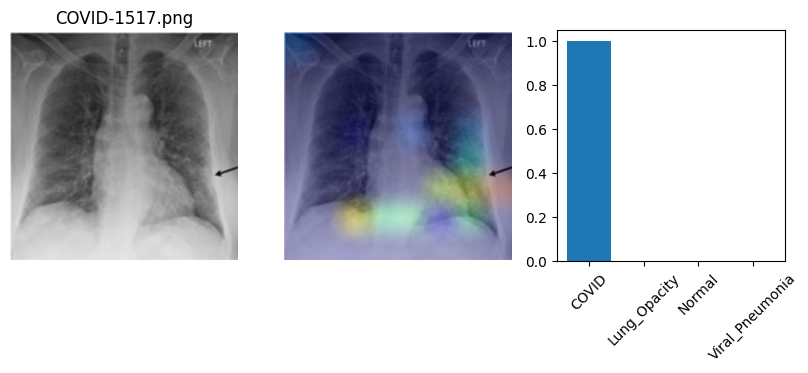 COVID-1517.png
LEFT
LEFT
1.0
0.8
0.6
0.4
0.2
0.0
COVID
Lung_Opacity
Normal
Viral_Pneumonia